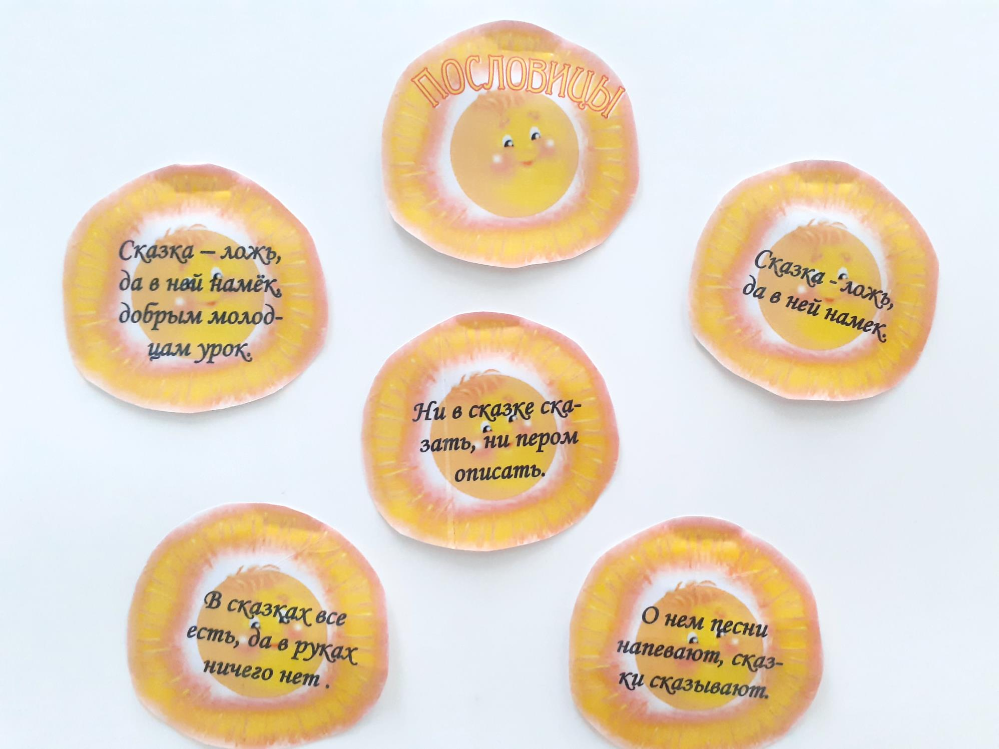 ПОСЛОВИЦЫ
Сказка – ложь,
да в ней намёк,
добрым молод-
цам урок.
Сказка - ложь,
да в ней намек.
Ни в сказке ска-
зать, ни пером
описать.
В сказках все
есть, да в руках
ничего нет .
О нем песни
напевают, сказ-
ки сказывают.